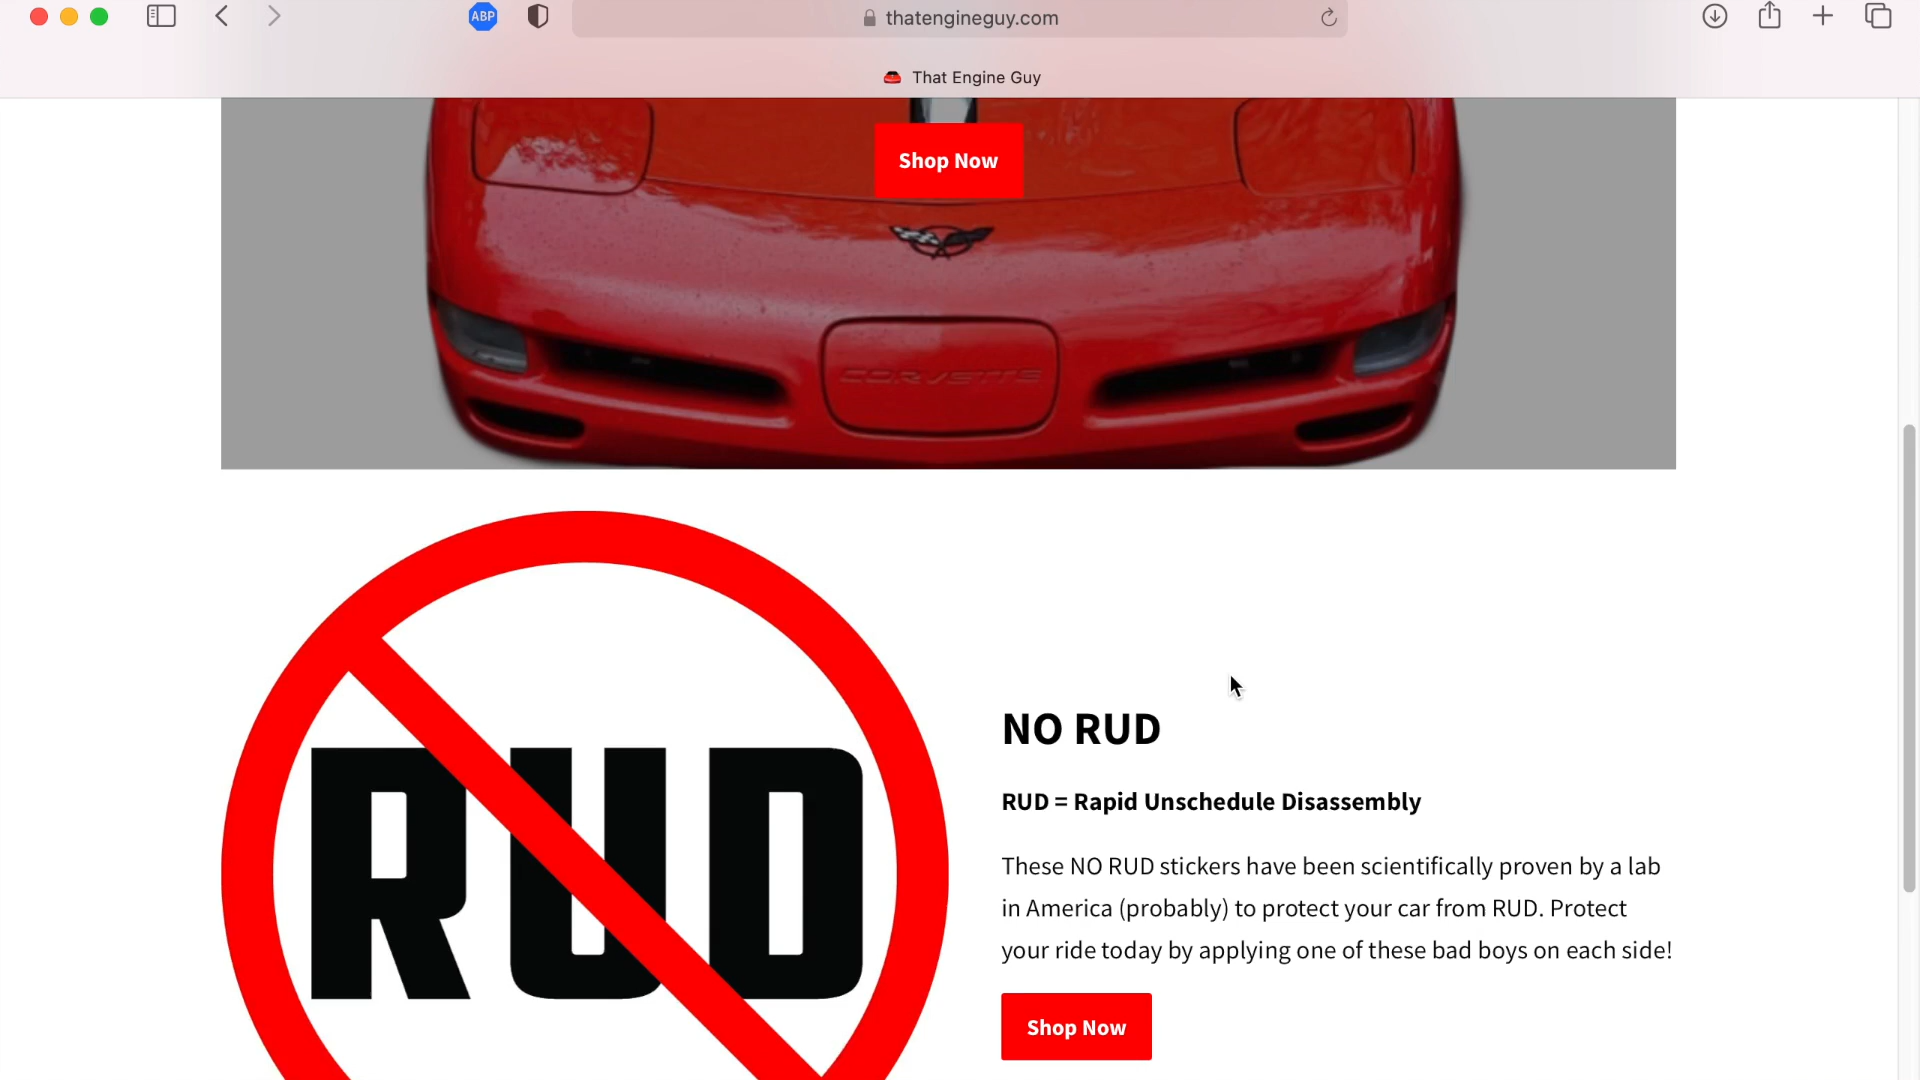 ABP
thatengineguy.com
That Engine Guy
Shop Now
CORVETTE
RUD
NO RUD
RUD = Rapid Unschedule Disassembly
These NO RUD stickers have been scientifically proven by a lab
in America (probably) to protect your car from RUD. Protect
your ride today by applying one of these bad boys on each side!
Shop Now